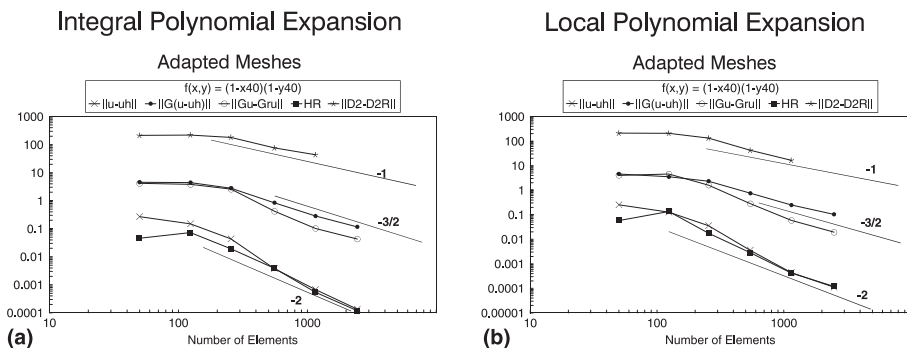 Integral Polynomial Expansion
Adapted Meshes
f(x,y) = (1-x40)(1-y40)
||u-uh|| ||G(u-uh)|| ||Gu-Gru|| HR ||D2-D2R||
1000
100
10
1
0.1
0.01
0.001
0.0001
0.00001
-1
-3/2
-2
10 100 1000
Number of Elements
(a)
Local Polynomial Expansion
Adapted Meshes
f(x,y) = (1-x40)(1-y40)
||u-uh|| ||G(u-uh)|| ||Gu-Gru|| HR ||D2-D2R||
1000
100
10
1
0.1
0.01
0.001
0.0001
0.00001
-1
-3/2
-2
10 100 1000
Number of Elements
(b)